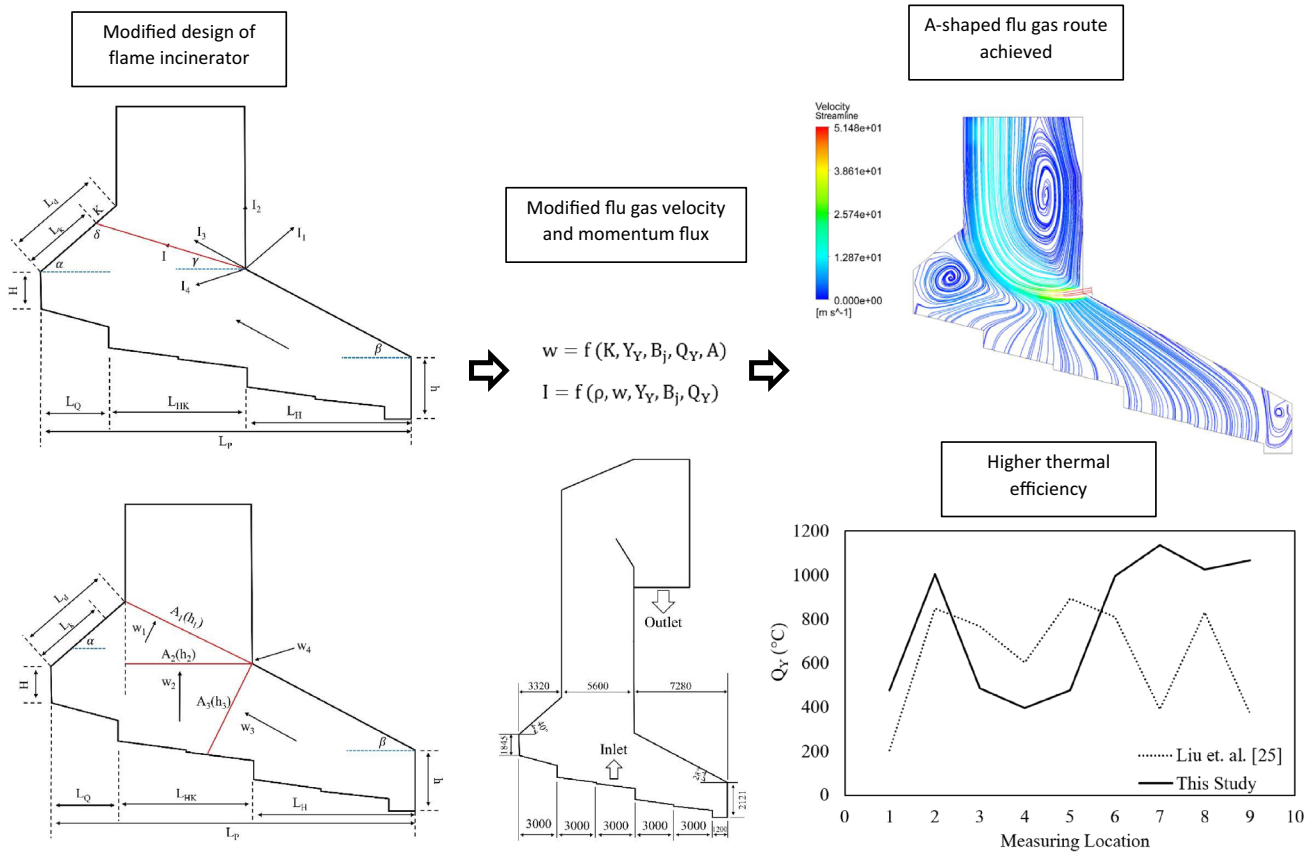 Modified design of
flame incinerator
L_d
L_K
K
δ
α
H
I
I_3
I_2
I_1
γ
I_4
β
h
L_Q
L_HK
L_H
L_P
L_d
L_k
α
H
A_1(h_1)
w_1
A_2(h_2)
w_2
w_4
A_3(h_3)
w_3
β
h
L_Q
L_HK
L_H
L_P
Modified flu gas velocity
and momentum flux
w = f (K, Y_Y, B_j, Q_Y, A)
I = f (ρ, w, Y_Y, B_j, Q_Y)
Outlet
3320
5600
7280
40°
1845
Inlet
2121
3000
3000
3000
3000
3000
1200
A-shaped flu gas route
achieved
Velocity
Streamline
5.148e+01
3.861e+01
2.574e+01
1.287e+01
0.000e+00
[m s^-1]
Higher thermal
efficiency
1200
1000
800
600
400
200
0
Q_Y (°C)
Liu et. al. [25]
This Study
0 1 2 3 4 5 6 7 8 9 10
Measuring Location